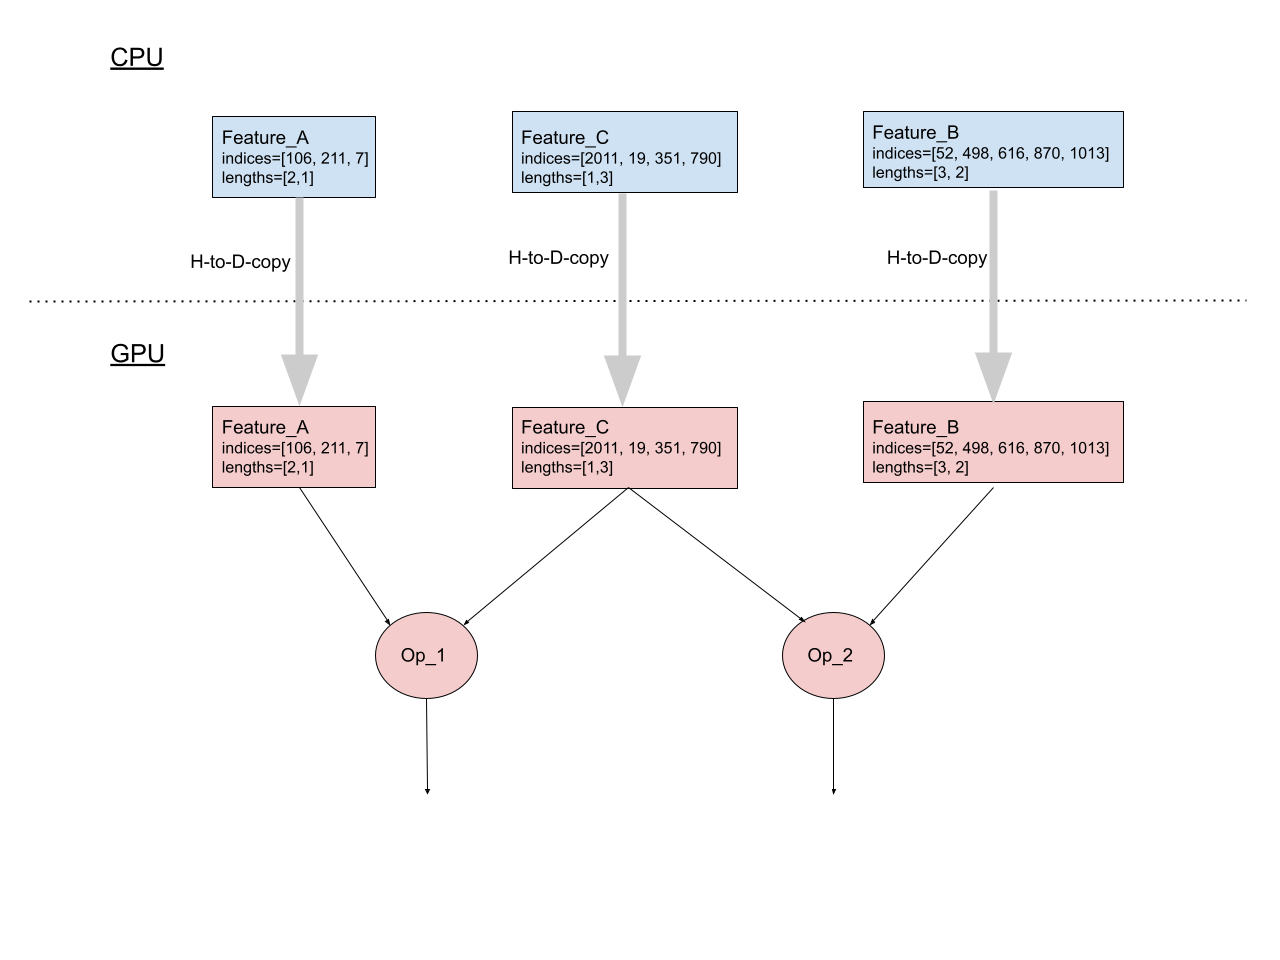 CPU
Feature_A
indices=[106, 211, 7]
lengths=[2,1]
Feature_C
indices=[2011, 19, 351, 790]
lengths=[1,3]
Feature_B
indices=[52, 498, 616, 870, 1013]
lengths=[3, 2]
H-to-D-copy
H-to-D-copy
H-to-D-copy
GPU
Feature_A
indices=[106, 211, 7]
lengths=[2,1]
Feature_C
indices=[2011, 19, 351, 790]
lengths=[1,3]
Feature_B
indices=[52, 498, 616, 870, 1013]
lengths=[3, 2]
Op_1
Op_2